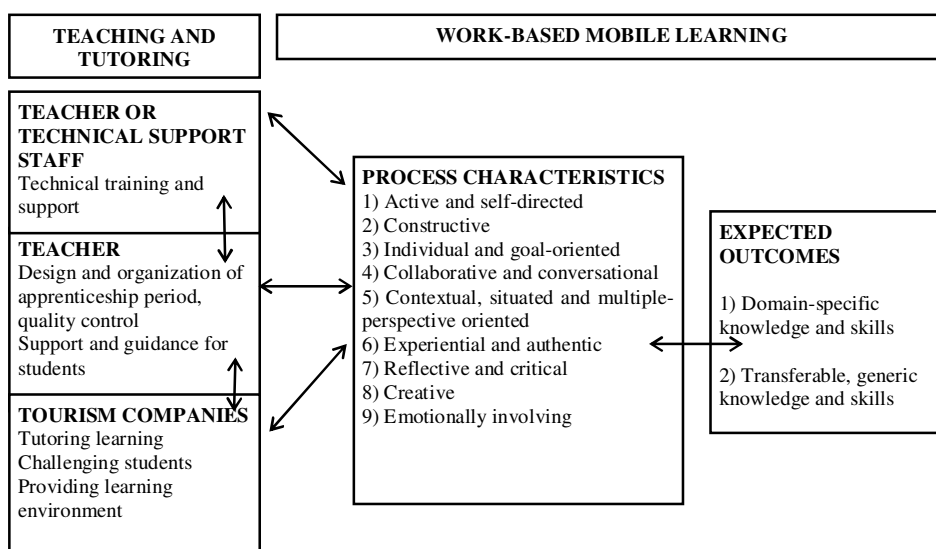 TEACHING AND
TUTORING
WORK-BASED MOBILE LEARNING
TEACHER OR
TECHNICAL SUPPORT
STAFF
Technical training and
support
TEACHER
Design and organization of
apprenticeship period,
quality control
Support and guidance for
students
TOURISM COMPANIES
Tutoring learning
Challenging students
Providing learning
environment
PROCESS CHARACTERISTICS
1) Active and self-directed
2) Constructive
3) Individual and goal-oriented
4) Collaborative and conversational
5) Contextual, situated and multiple-
perspective oriented
6) Experiential and authentic
7) Reflective and critical
8) Creative
9) Emotionally involving
EXPECTED
OUTCOMES
1) Domain-specific
knowledge and skills
2) Transferable, generic
knowledge and skills